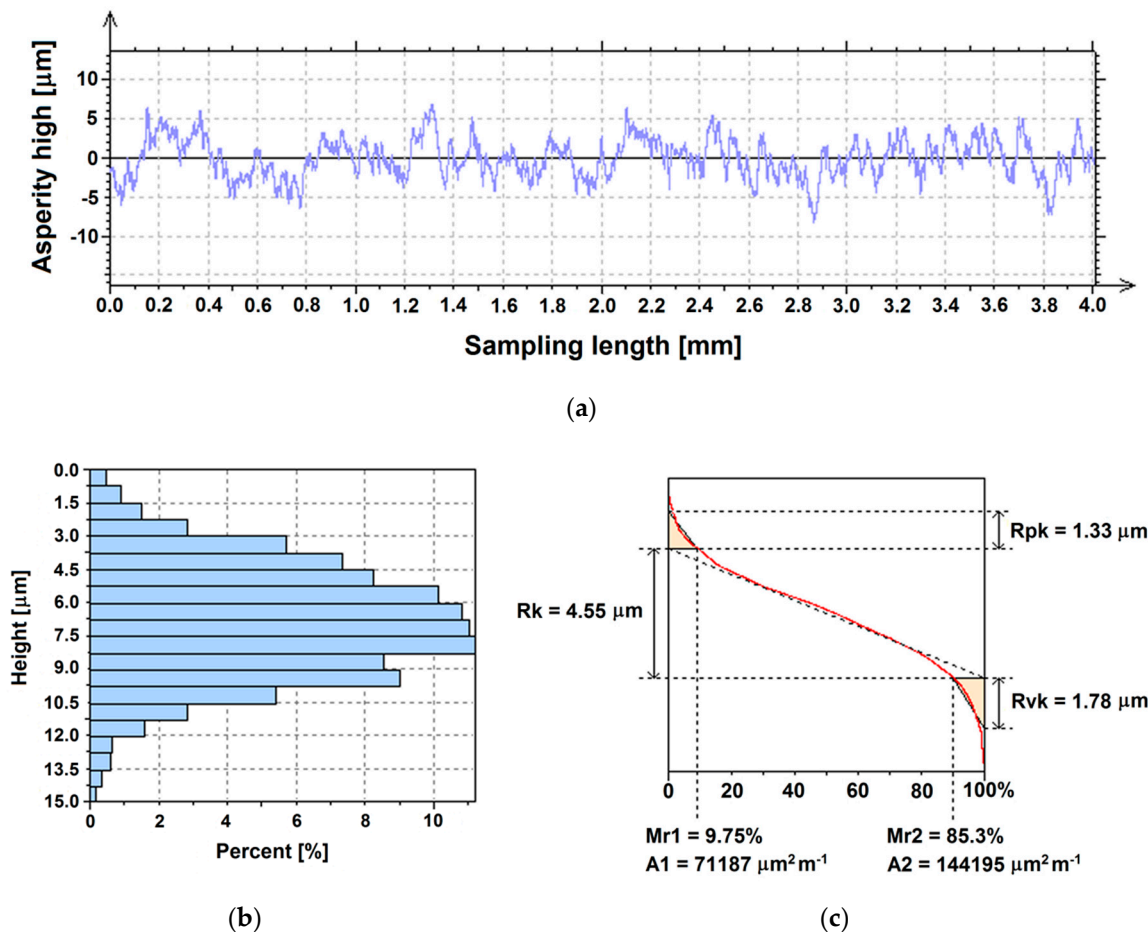 Asperity high [µm]
10
5
0
-5
-10
0.0 0.2 0.4 0.6 0.8 1.0 1.2 1.4 1.6 1.8 2.0 2.2 2.4 2.6 2.8 3.0 3.2 3.4 3.6 3.8 4.0
Sampling length [mm]
(a)
Height [µm]
0.0
1.5
3.0
4.5
6.0
7.5
9.0
10.5
12.0
13.5
15.0
0 2 4 6 8 10
Percent [%]
(b)
Rpk = 1.33 µm
Rk = 4.55 µm
Rvk = 1.78 µm
0 20 40 60 80 100%
Mr1 = 9.75% Mr2 = 85.3%
A1 = 71187 µm²m⁻¹ A2 = 144195 µm²m⁻¹
(c)